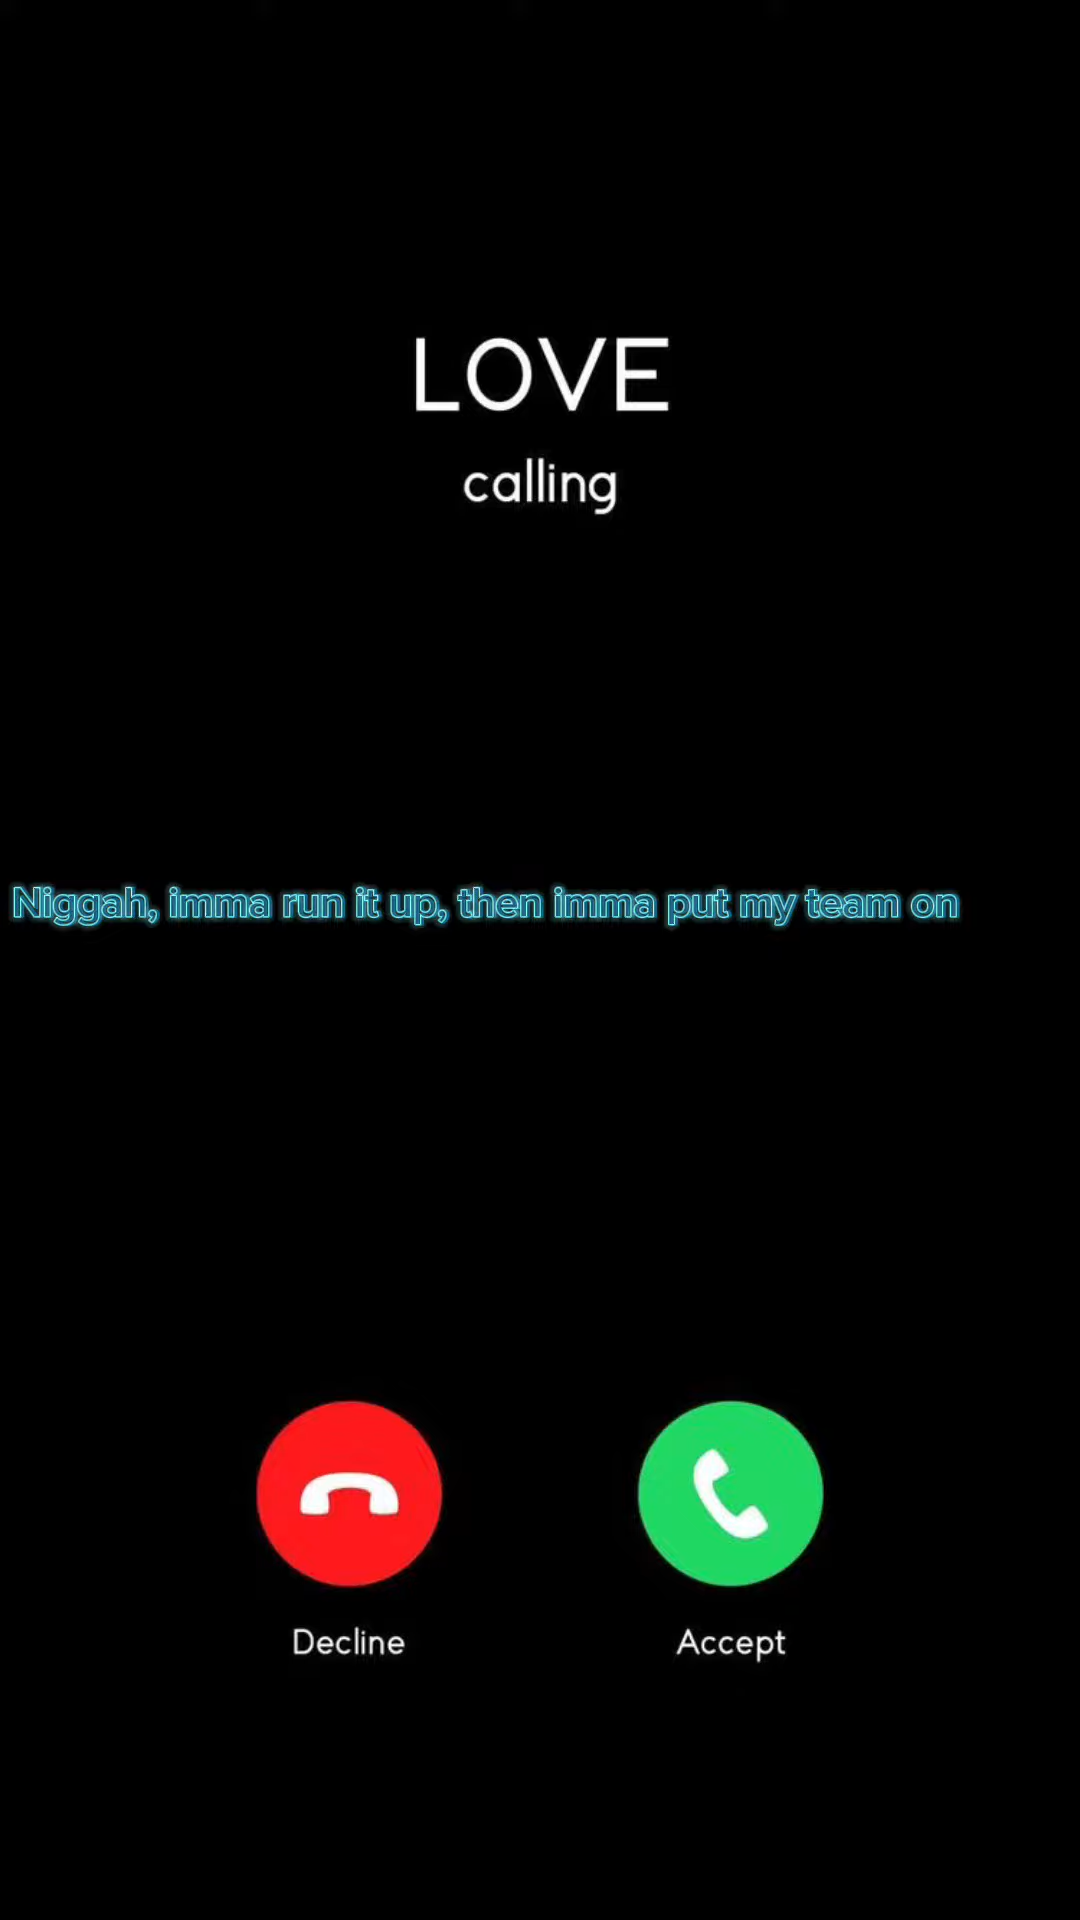 LOVE
calling
Niggah, imma run it up, then imma put my team on
Decline
Accept